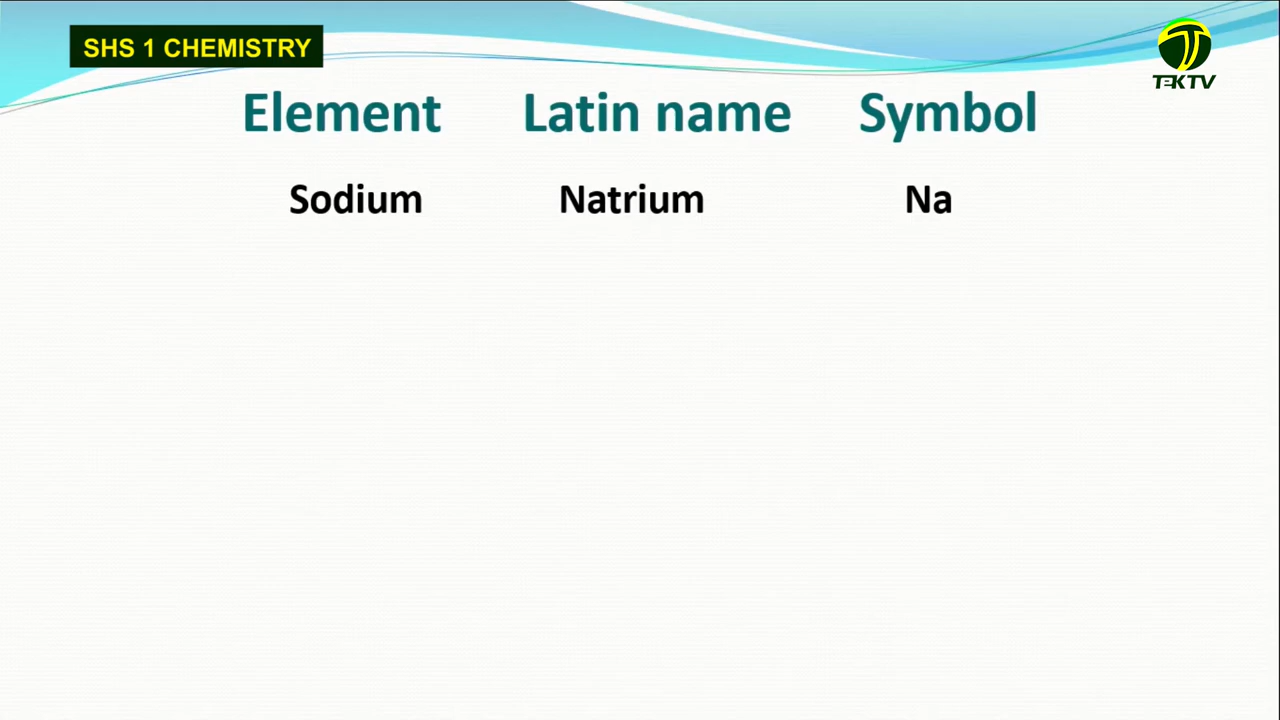 SHS 1 CHEMISTRY
TEKTV
Element Latin name Symbol
Sodium Natrium Na